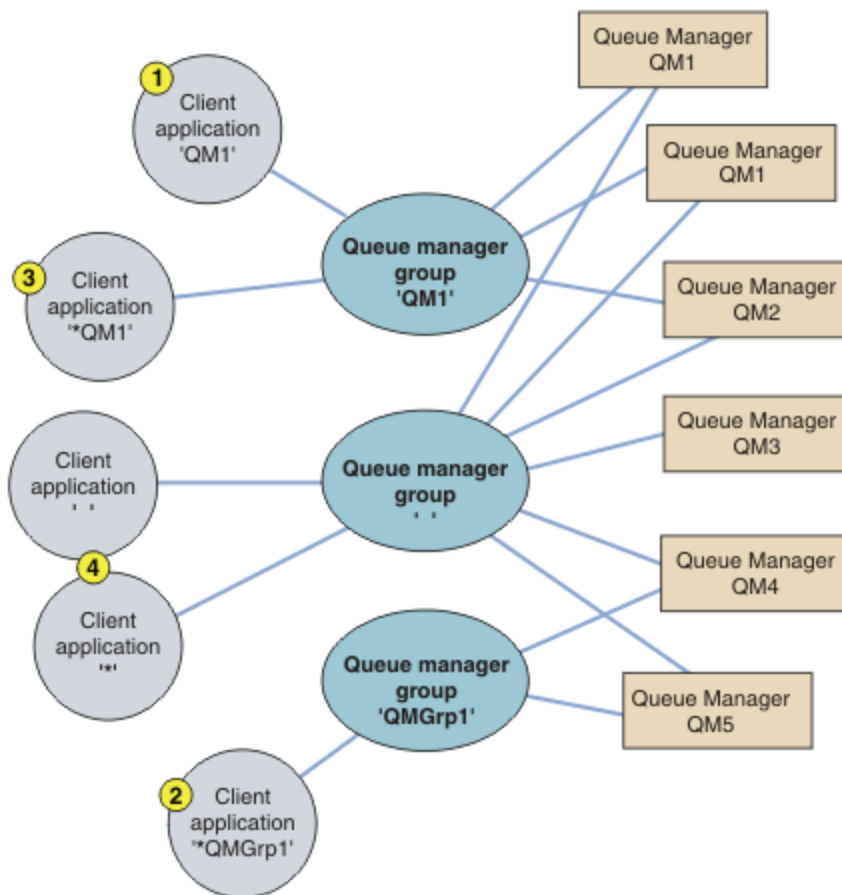 Queue Manager
QM1
1
Client
application
'QM1'
Queue Manager
QM1
Queue manager
group
'QM1'
3
Client
application
'*QM1'
Queue Manager
QM2
Queue Manager
QM3
Client
application
' '
Queue manager
group
' '
4
Client
application
'*'
Queue Manager
QM4
Queue manager
group
'QMGrp1'
Queue Manager
QM5
2
Client
application
'*QMGrp1'